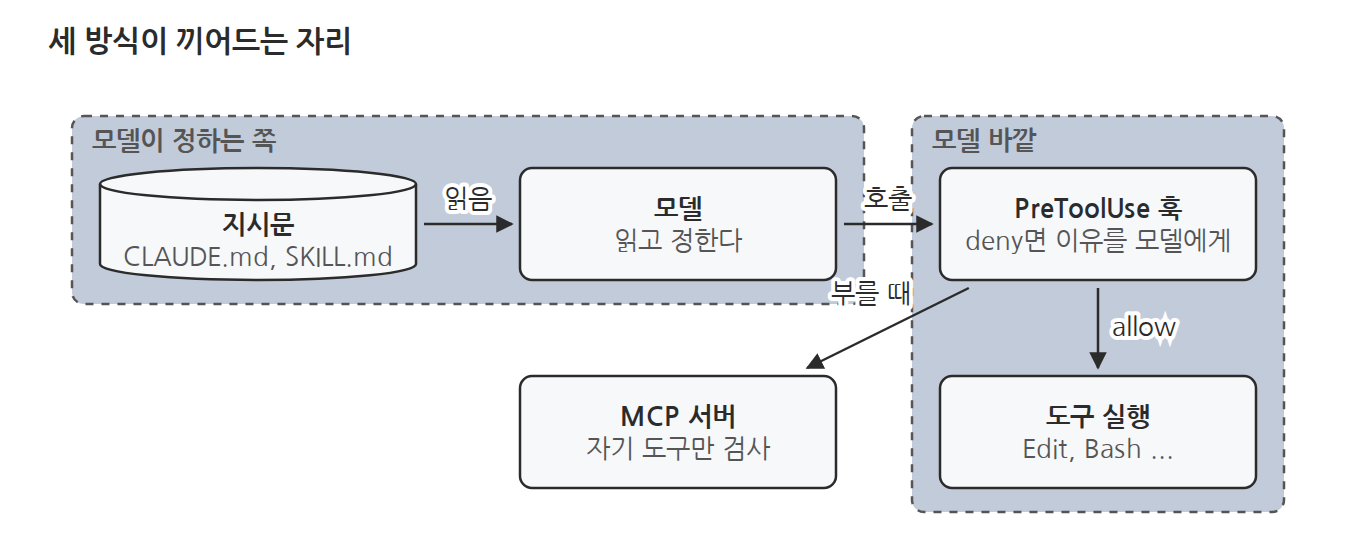 세 방식이 끼어드는 자리
모델이 정하는 쪽
모델 바깥
지시문
CLAUDE.md, SKILL.md
읽음
모델
읽고 정한다
호출
PreToolUse 훅
deny면 이유를 모델에게
부를 때
allow
MCP 서버
자기 도구만 검사
도구 실행
Edit, Bash ...